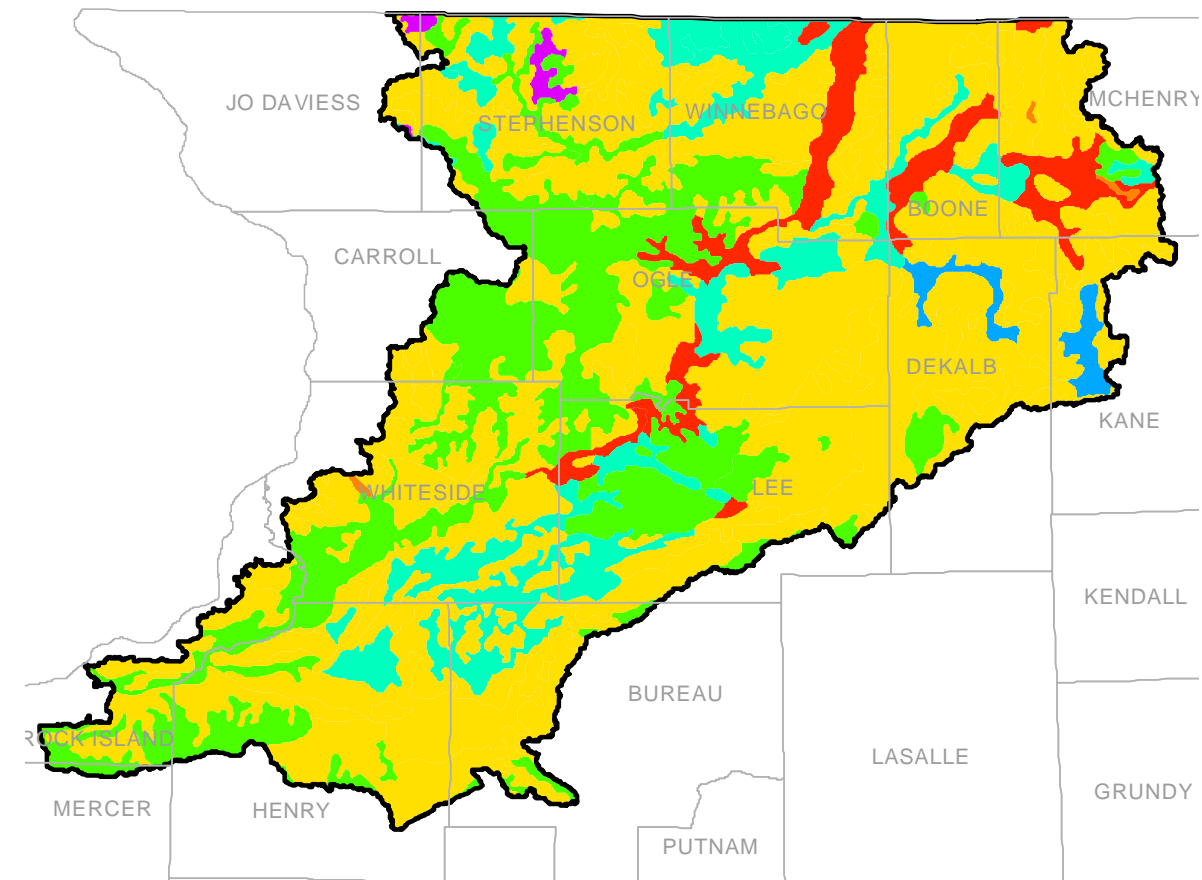 JO DAVIESS
STEPHENSON
WINNEBAGO
MCHENRY
BOONE
CARROLL
OGLE
DEKALB
KANE
WHITESIDE
LEE
KENDALL
BUREAU
ROCK ISLAND
LASALLE
GRUNDY
MERCER
HENRY
PUTNAM